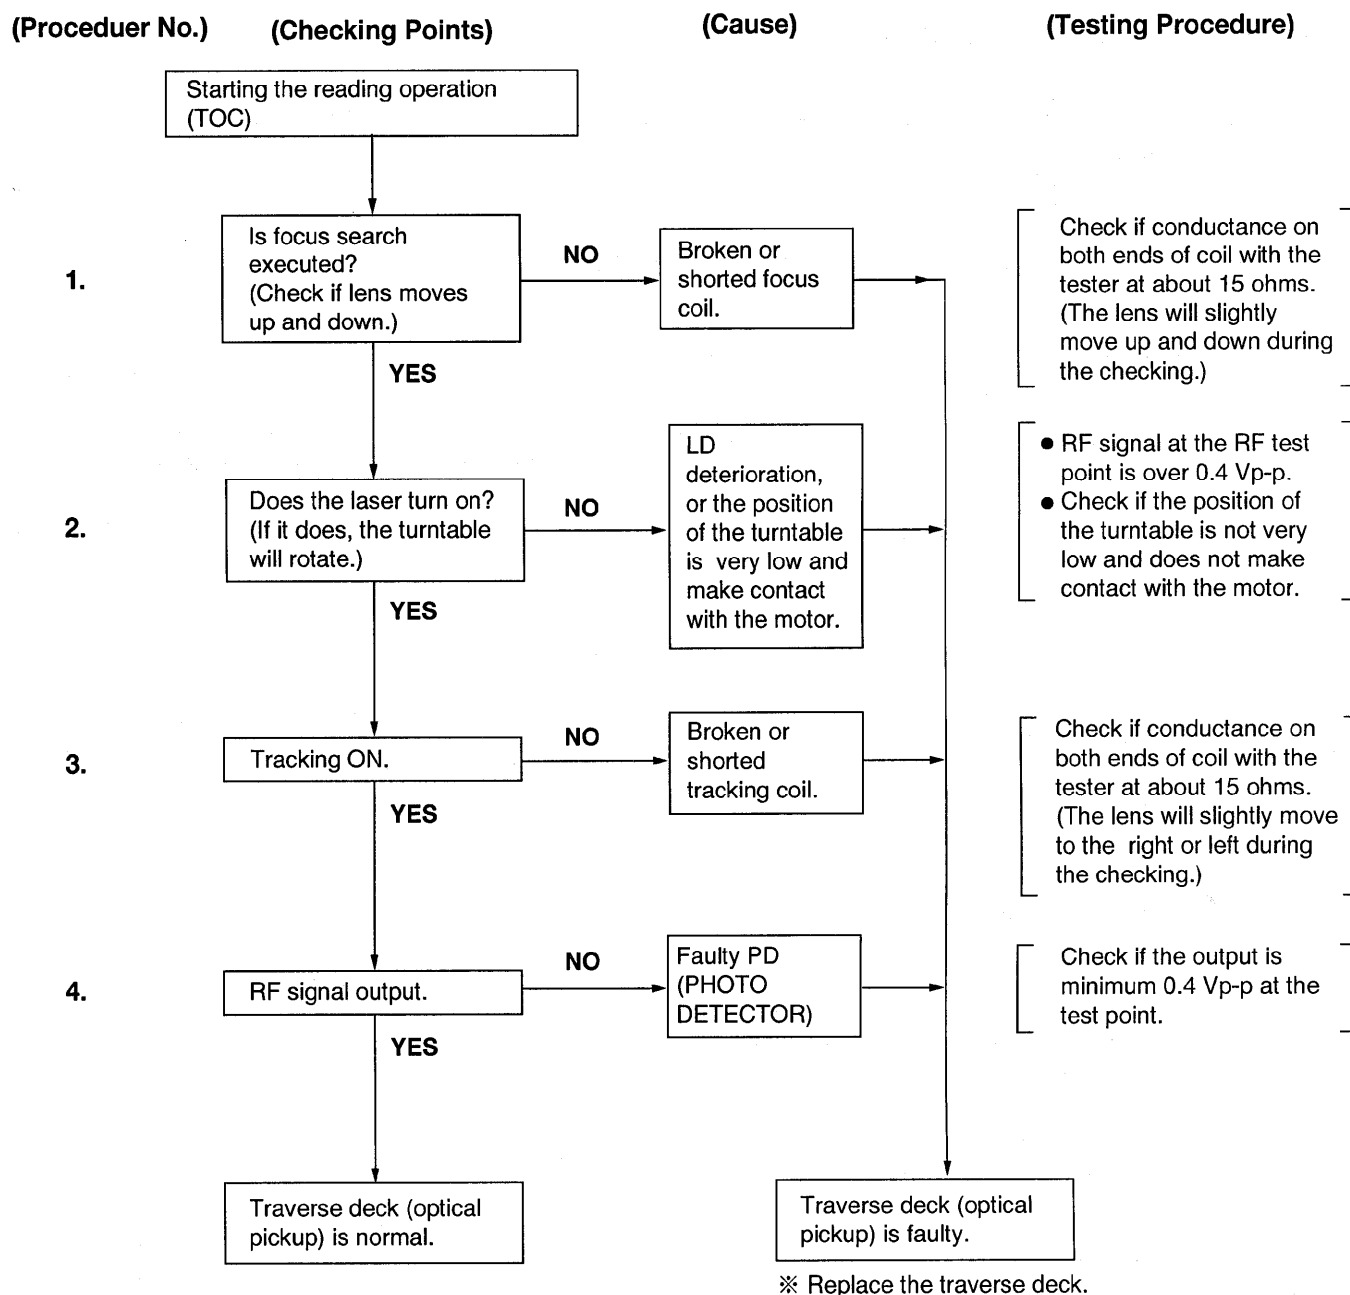 (Proceduer No.)
(Checking Points)
(Cause)
(Testing Procedure)
Starting the reading operation
(TOC)
1.
Is focus search
executed?
(Check if lens moves
up and down.)
NO
Broken or
shorted focus
coil.
Check if conductance on
both ends of coil with the
tester at about 15 ohms.
(The lens will slightly
move up and down during
the checking.)
YES
2.
Does the laser turn on?
(If it does, the turntable
will rotate.)
NO
LD
deterioration,
or the position
of the turntable
is very low and
make contact
with the motor.
● RF signal at the RF test
point is over 0.4 Vp-p.
● Check if the position of
the turntable is not very
low and does not make
contact with the motor.
YES
3.
Tracking ON.
NO
Broken or
shorted
tracking coil.
Check if conductance on
both ends of coil with the
tester at about 15 ohms.
(The lens will slightly move
to the right or left during
the checking.)
YES
4.
RF signal output.
NO
Faulty PD
(PHOTO
DETECTOR)
Check if the output is
minimum 0.4 Vp-p at the
test point.
YES
Traverse deck (optical
pickup) is normal.
Traverse deck (optical
pickup) is faulty.
※ Replace the traverse deck.